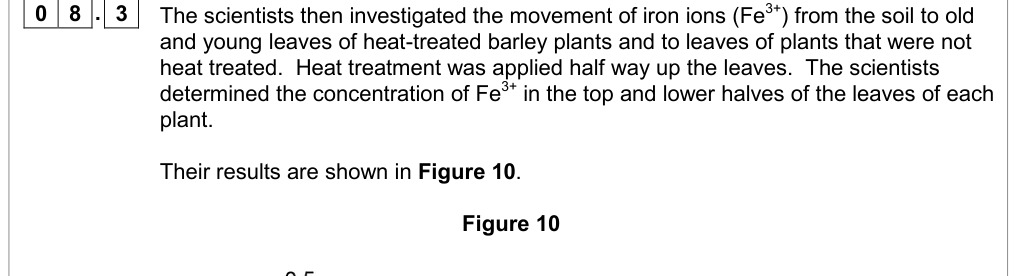 0 8 . 3 The scientists then investigated the movement of iron ions (Fe³⁺) from the soil to old
and young leaves of heat-treated barley plants and to leaves of plants that were not
heat treated. Heat treatment was applied half way up the leaves. The scientists
determined the concentration of Fe³⁺ in the top and lower halves of the leaves of each
plant.
Their results are shown in Figure 10.
Figure 10